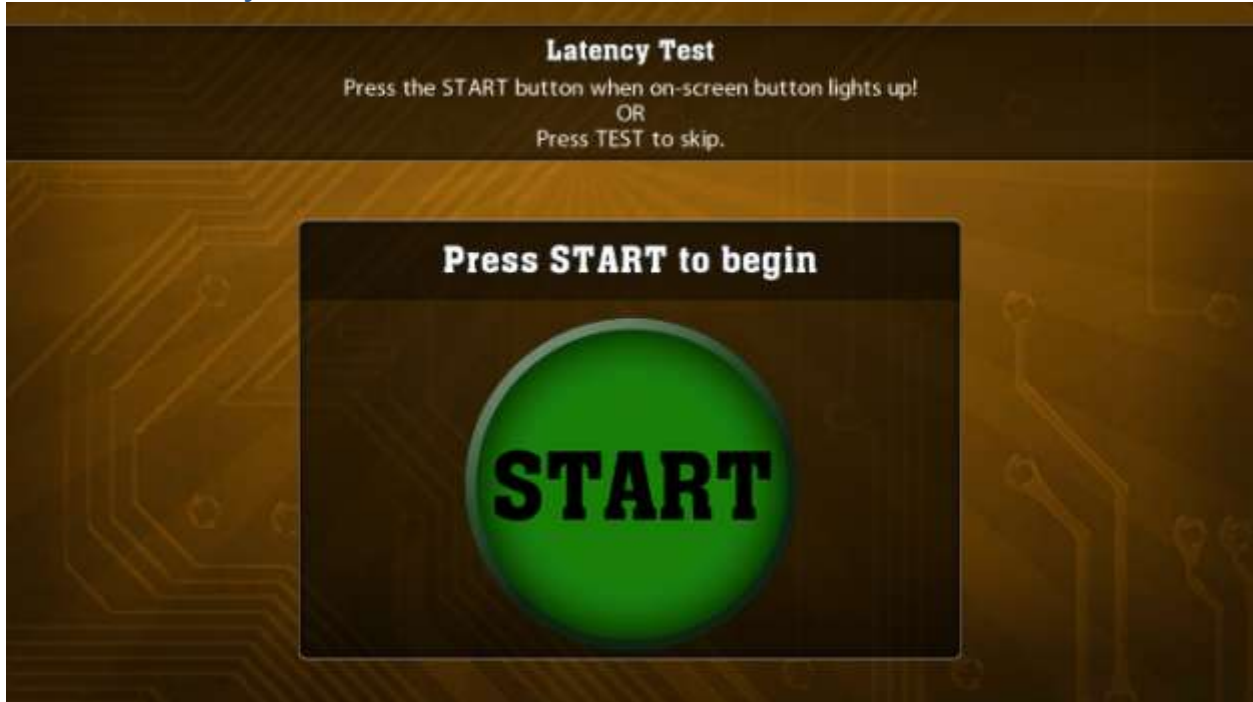 Latency Test
Press the START button when on-screen button lights up!
OR
Press TEST to skip.
Press START to begin
START